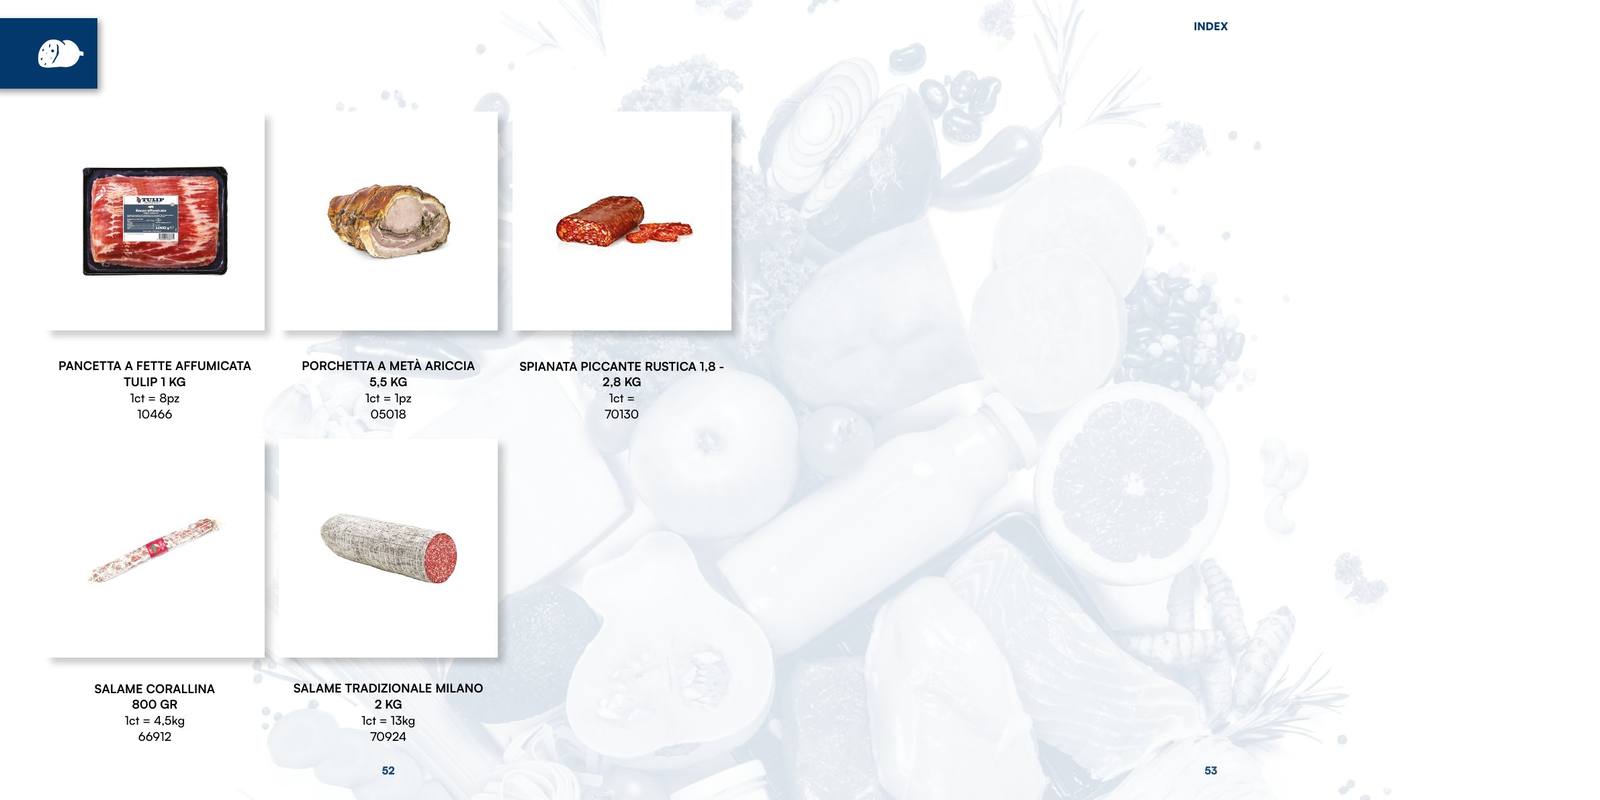 INDEX
TULIP
PANCETTA A FETTE AFFUMICATA
TULIP 1 KG
1ct = 8pz
10466
PORCHETTA A METÀ ARICCIA
5,5 KG
1ct = 1pz
05018
SPIANATA PICCANTE RUSTICA 1,8 -
2,8 KG
1ct =
70130
SALAME CORALLINA
800 GR
1ct = 4,5kg
66912
SALAME TRADIZIONALE MILANO
2 KG
1ct = 13kg
70924
52
53